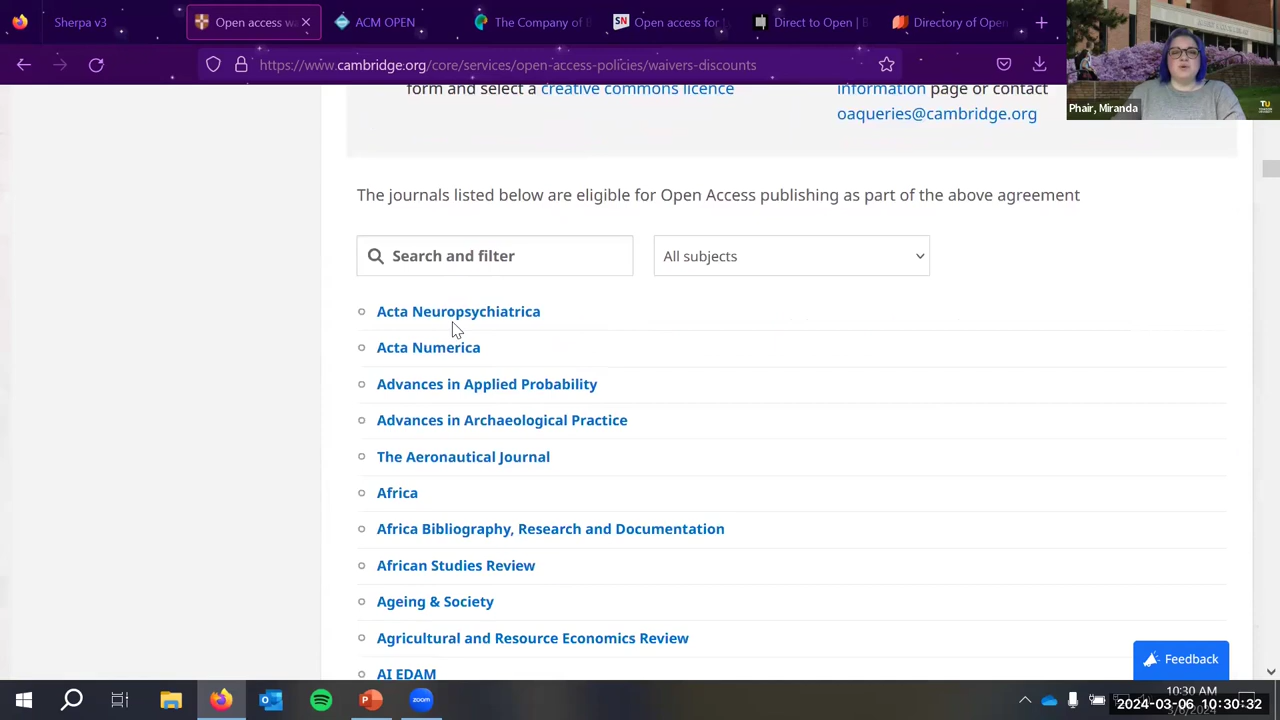 Sherpa v3
Open access wa
ACM OPEN
The Company of B
SN
Open access for
Direct to Open | B
Directory of Open
https://www.cambridge.org/core/services/open-access-policies/waivers-discounts
Phair, Miranda
TU
form and select a creative commons licence
information page or contact
oaqueries@cambridge.org
The journals listed below are eligible for Open Access publishing as part of the above agreement
Search and filter
All subjects
Acta Neuropsychiatrica
Acta Numerica
Advances in Applied Probability
Advances in Archaeological Practice
The Aeronautical Journal
Africa
Africa Bibliography, Research and Documentation
African Studies Review
Ageing & Society
Agricultural and Resource Economics Review
AI EDAM
Feedback
zoom
10:30 AM
2024-03-06 10:30:32